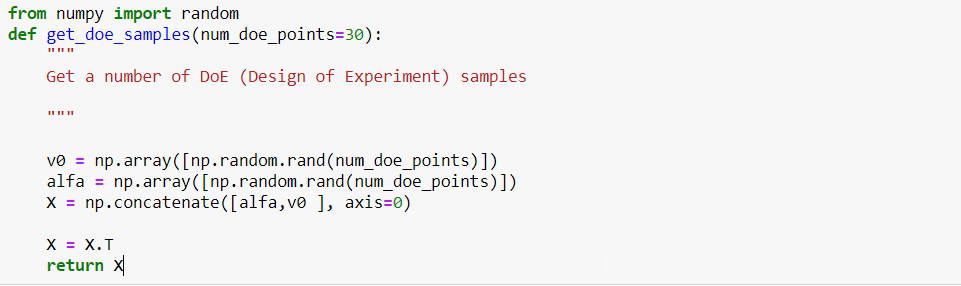 from numpy import random
def get_doe_samples(num_doe_points=30):
"""
Get a number of DoE (Design of Experiment) samples
"""
v0 = np.array([np.random.rand(num_doe_points)])
alfa = np.array([np.random.rand(num_doe_points)])
X = np.concatenate([alfa,v0 ], axis=0)
X = X.T
return X